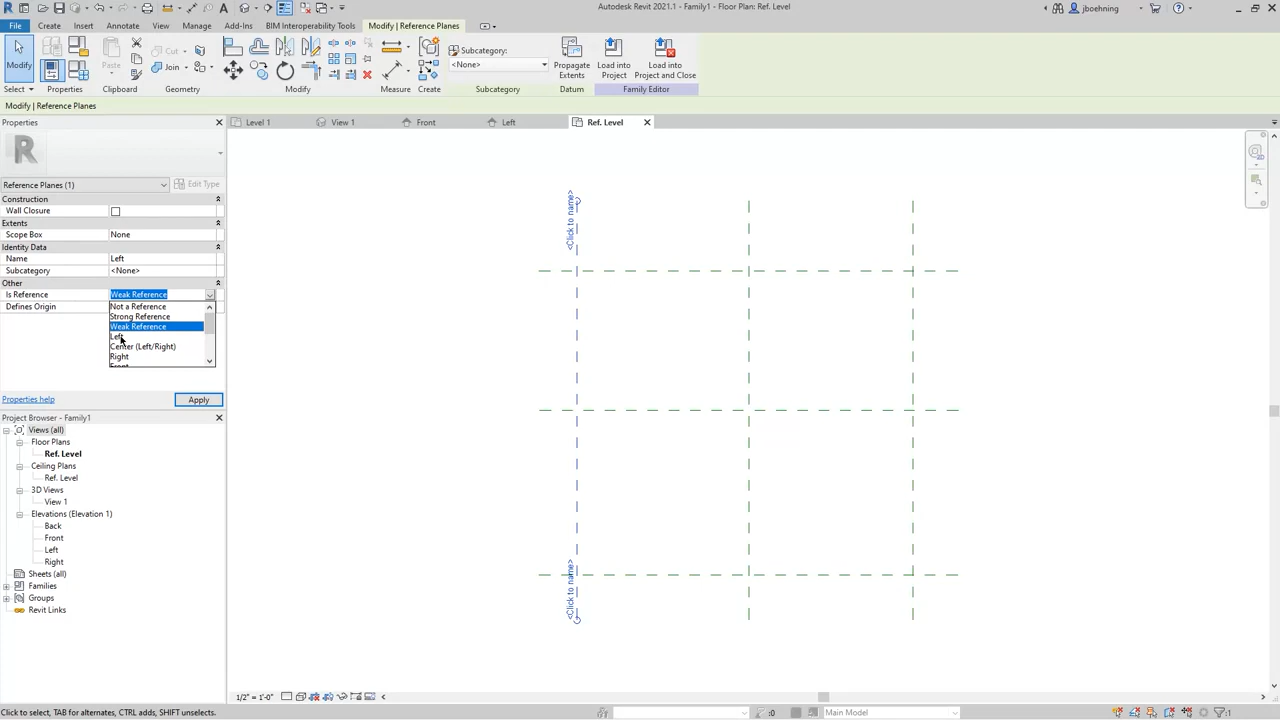 Autodesk Revit 2021.1 - Family1 - Floor Plan: Ref. Level
jboehning
File Create Insert Annotate View Manage Add-Ins BIM Interoperability Tools Modify | Reference Planes
Modify
Paste
Cut
Join
Subcategory:
<None>
Propagate Extents
Load into Project
Load into Project and Close
Select Properties Clipboard Geometry Modify Measure Create Subcategory Datum Family Editor
Modify | Reference Planes
Properties
Level 1 View 1 Front Left Ref. Level
R
Reference Planes (1) Edit Type
Construction
Wall Closure
Extents
Scope Box None
Identity Data
Name Left
Subcategory <None>
Other
Is Reference Weak Reference
Defines Origin
Not a Reference
Strong Reference
Weak Reference
Left
Center (Left/Right)
Right
Front
Properties help Apply
Project Browser - Family1
Views (all)
Floor Plans
Ref. Level
Ceiling Plans
Ref. Level
3D Views
View 1
Elevations (Elevation 1)
Back
Front
Left
Right
Sheets (all)
Families
Groups
Revit Links
<Click to name>
<Click to name>
1/2" = 1'-0"
Click to select, TAB for alternates, CTRL adds, SHIFT unselects. :0 Main Model :1